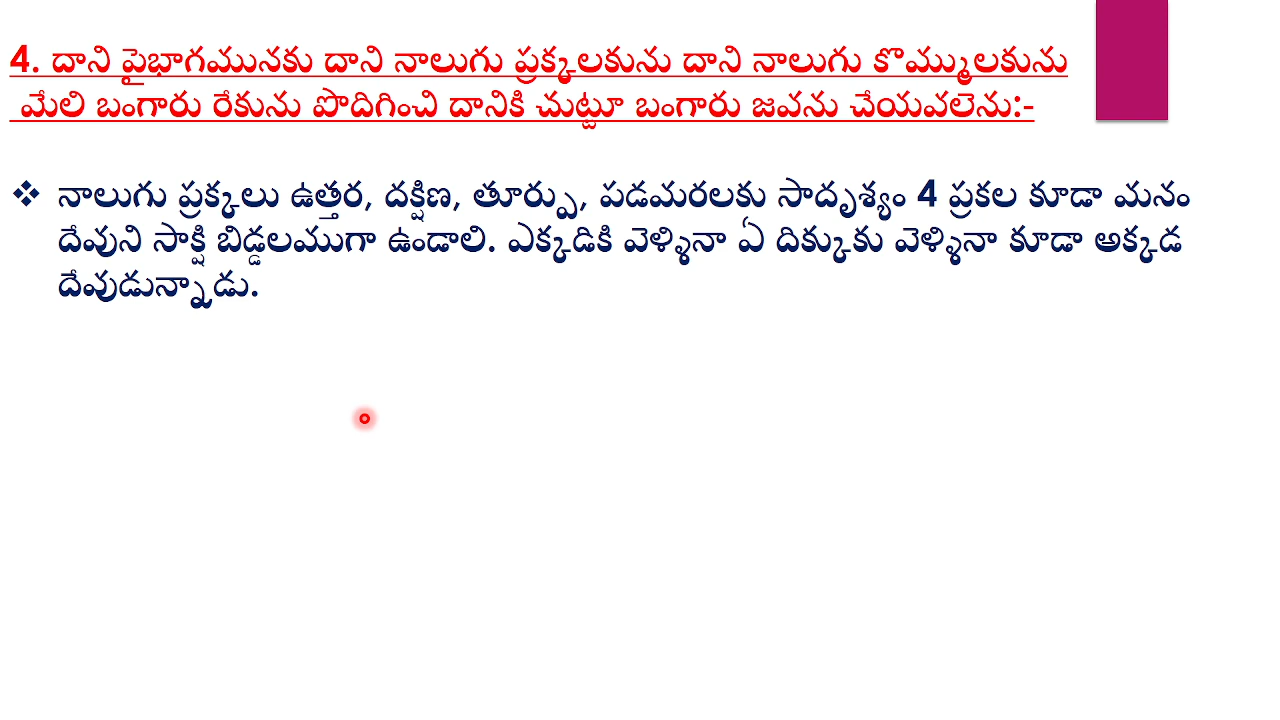 4. దాని పైభాగమునకు దాని నాలుగు ప్రక్కలకును దాని నాలుగు కొమ్ములకును
మేలి బంగారు రేకును పొదిగించి దానికి చుట్టూ బంగారు జవను చేయవలెను:-
❖ నాలుగు ప్రక్కలు ఉత్తర, దక్షిణ, తూర్పు, పడమరలకు సాదృశ్యం 4 ప్రకల కూడా మనం
దేవుని సాక్షి బిడ్డలముగా ఉండాలి. ఎక్కడికి వెళ్ళినా ఏ దిక్కుకు వెళ్ళినా కూడా అక్కడ
దేవుడున్నాడు.